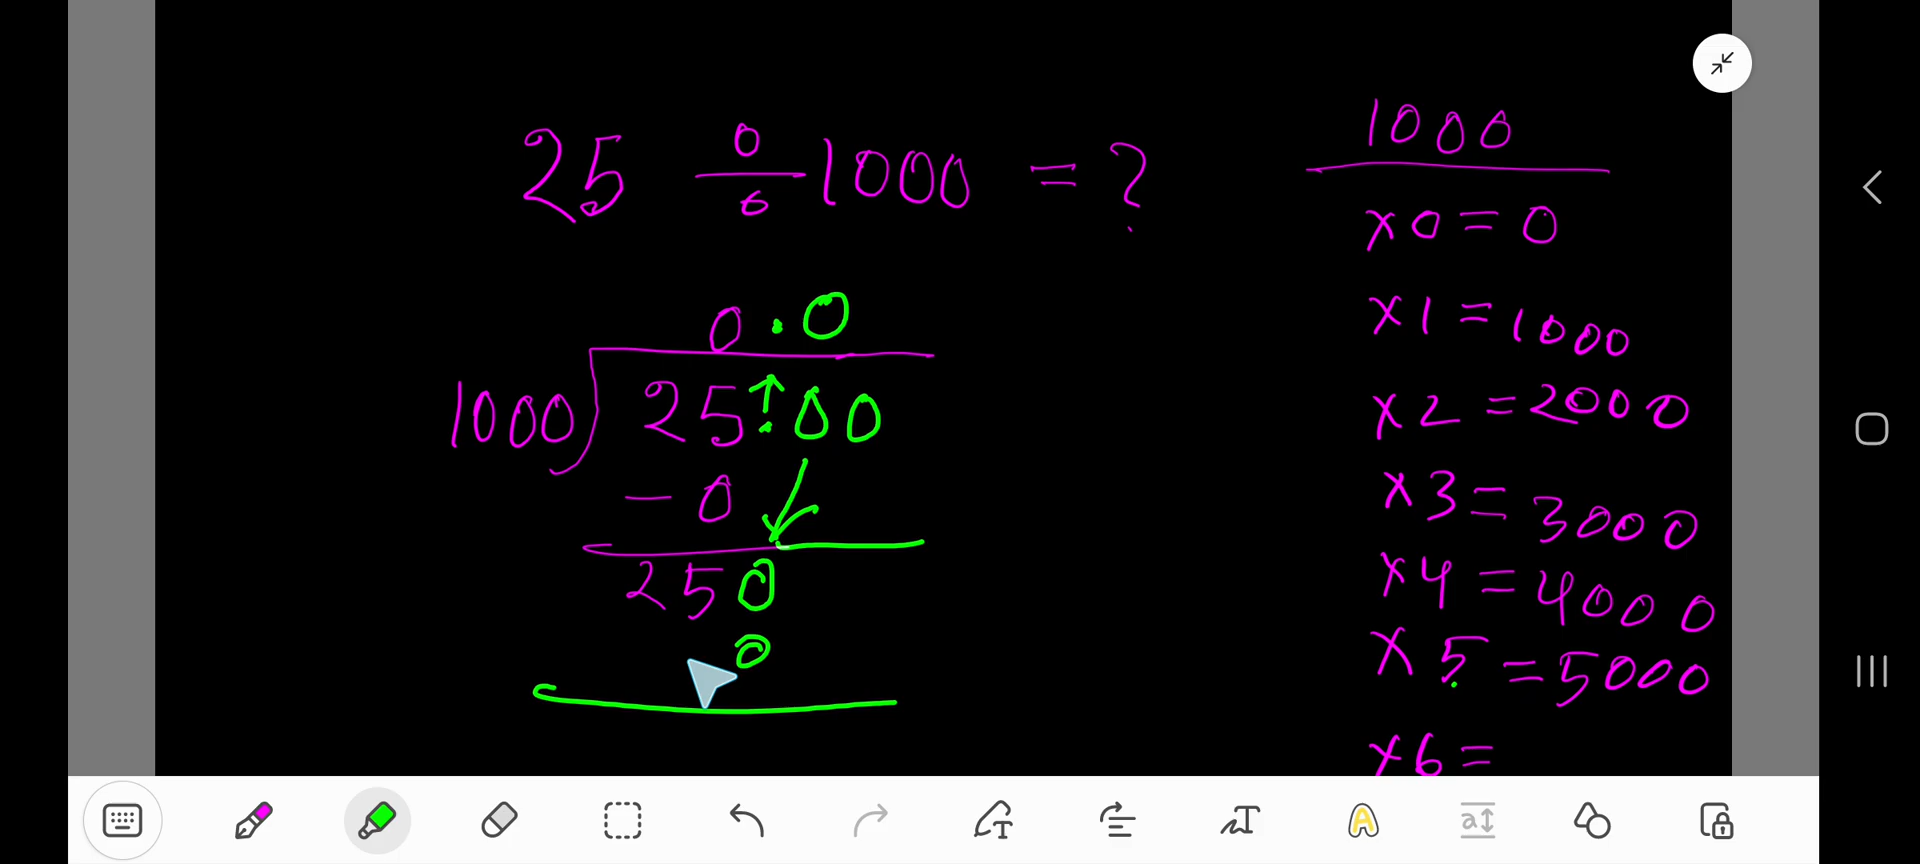 25 ÷ 1000 = ?
0.0
1000 25.00
- 0
250
0
1000
x0=0
x1=1000
x2=2000
x3=3000
x4=4000
x5=5000
x6=